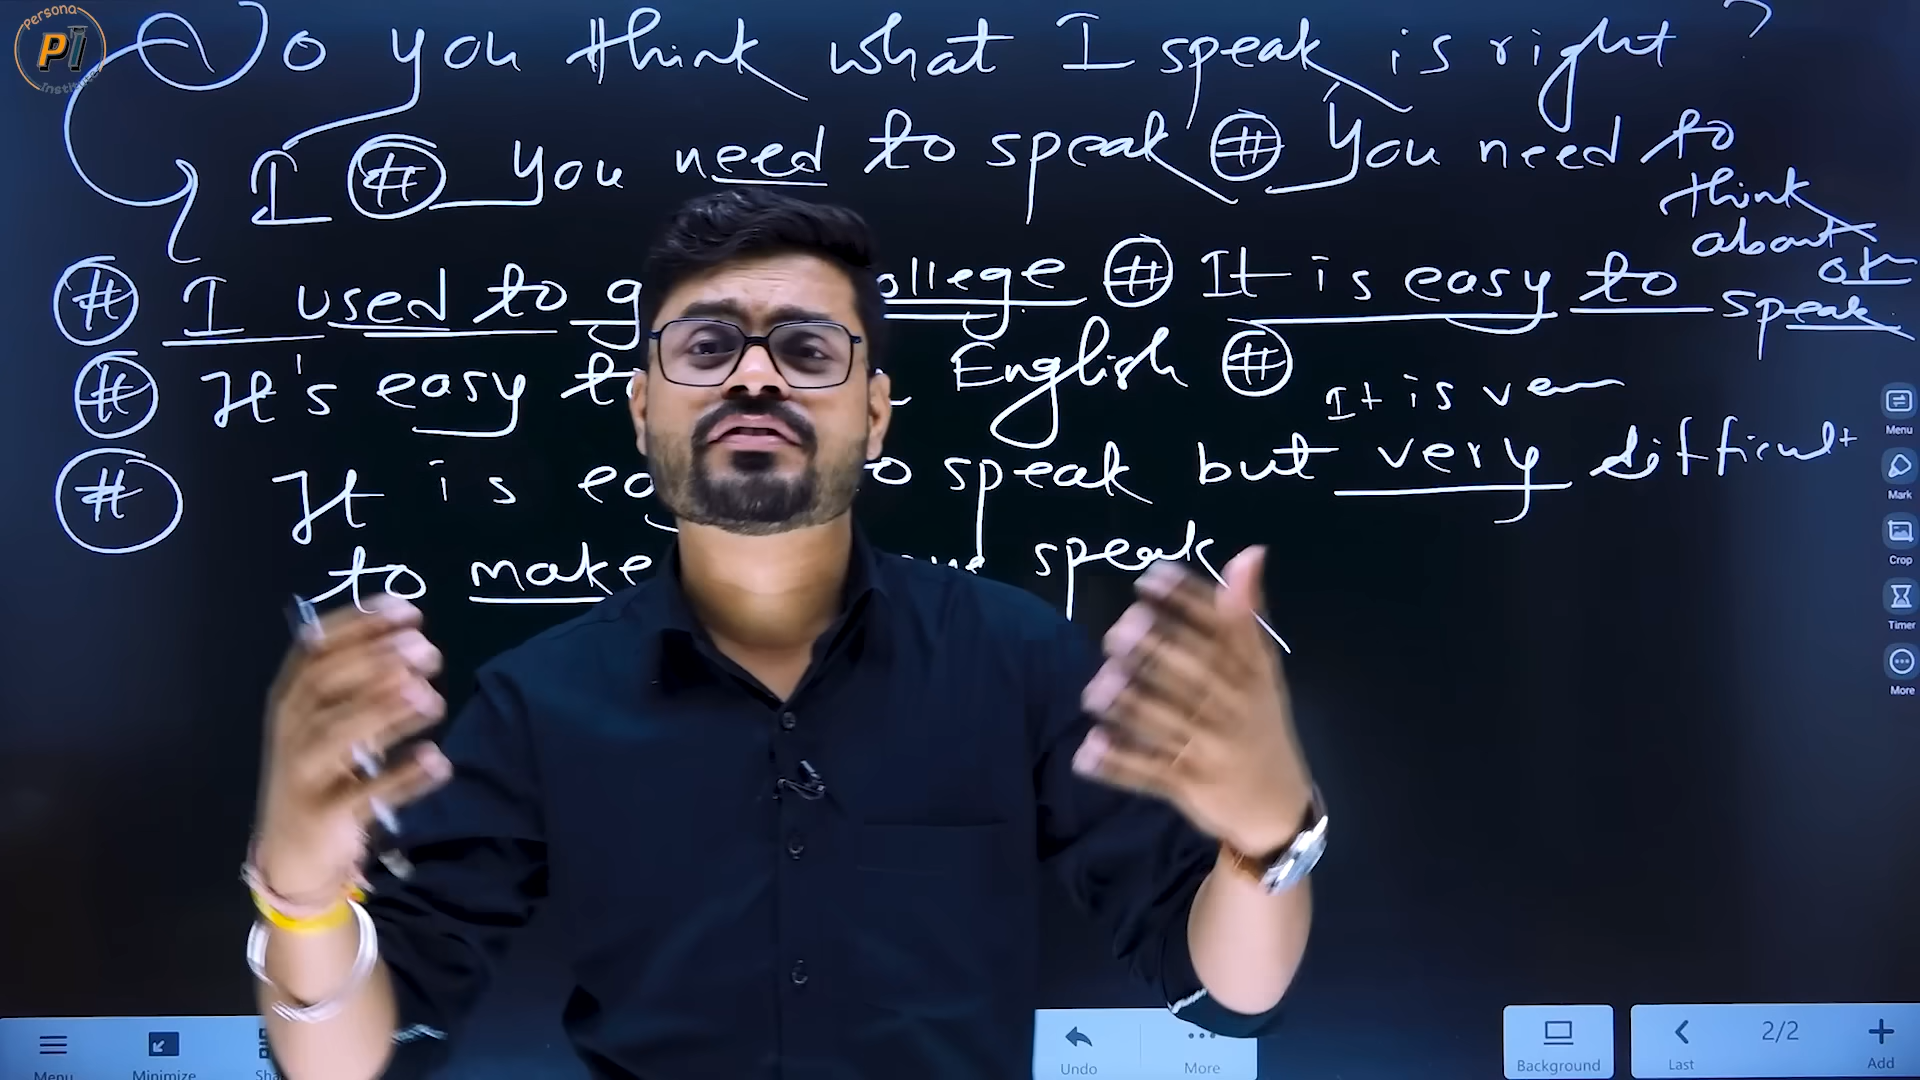 Persona
PI
Institute
Do you think what I speak is right ?
I # You need to speak # You need to
think
about
or
speak
# I used to g ollege # It is easy to
# It's easy t English #
It is ve
# It is ea o speak but very difficult
to make speak
Menu
Mark
Crop
Timer
More
Menu
Minimize
Sha
Undo
More
Background
Last
2/2
Add